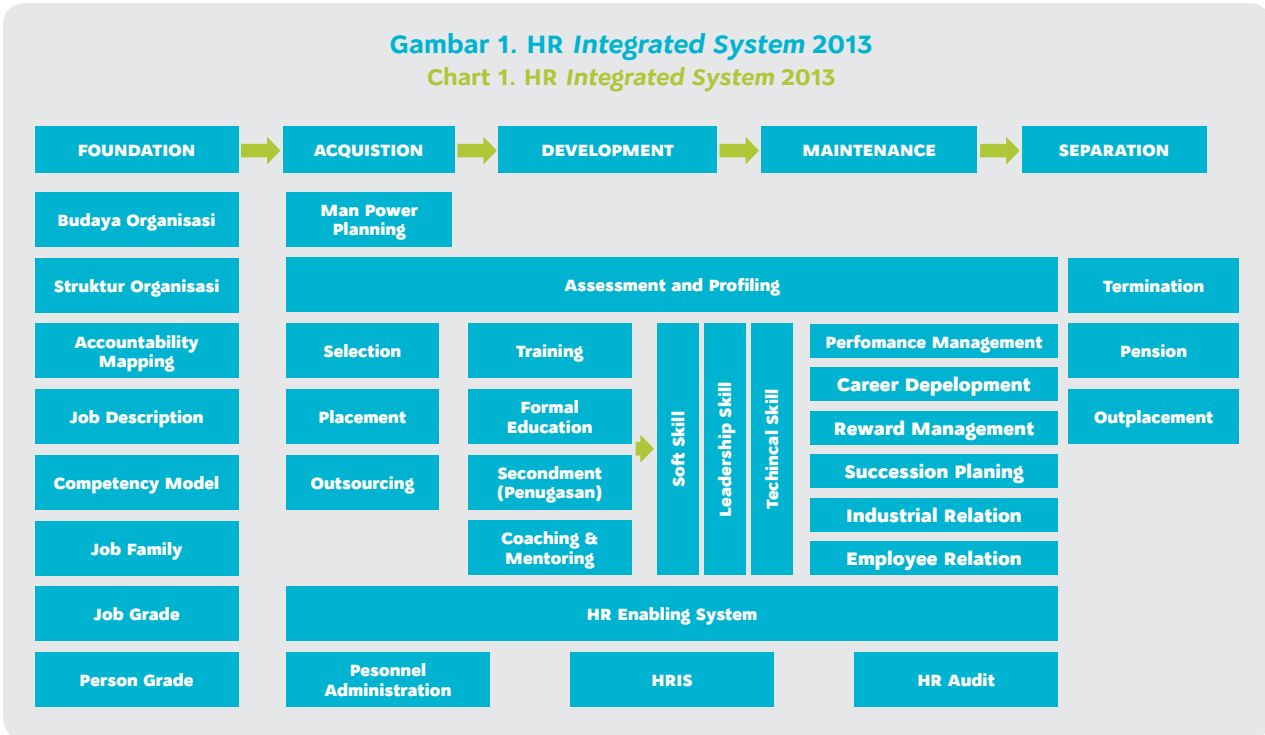 Gambar 1. HR Integrated System 2013
Chart 1. HR Integrated System 2013
FOUNDATION
ACQUISTION
DEVELOPMENT
MAINTENANCE
SEPARATION
Budaya Organisasi
Struktur Organisasi
Accountability
Mapping
Job Description
Competency Model
Job Family
Job Grade
Person Grade
Man Power
Planning
Assessment and Profiling
Selection
Placement
Outsourcing
Training
Formal
Education
Secondment
(Penugasan)
Coaching &
Mentoring
Soft Skill
Leadership Skill
Techincal Skill
Perfomance Management
Career Depelopment
Reward Management
Succession Planing
Industrial Relation
Employee Relation
Termination
Pension
Outplacement
HR Enabling System
Pesonnel
Administration
HRIS
HR Audit